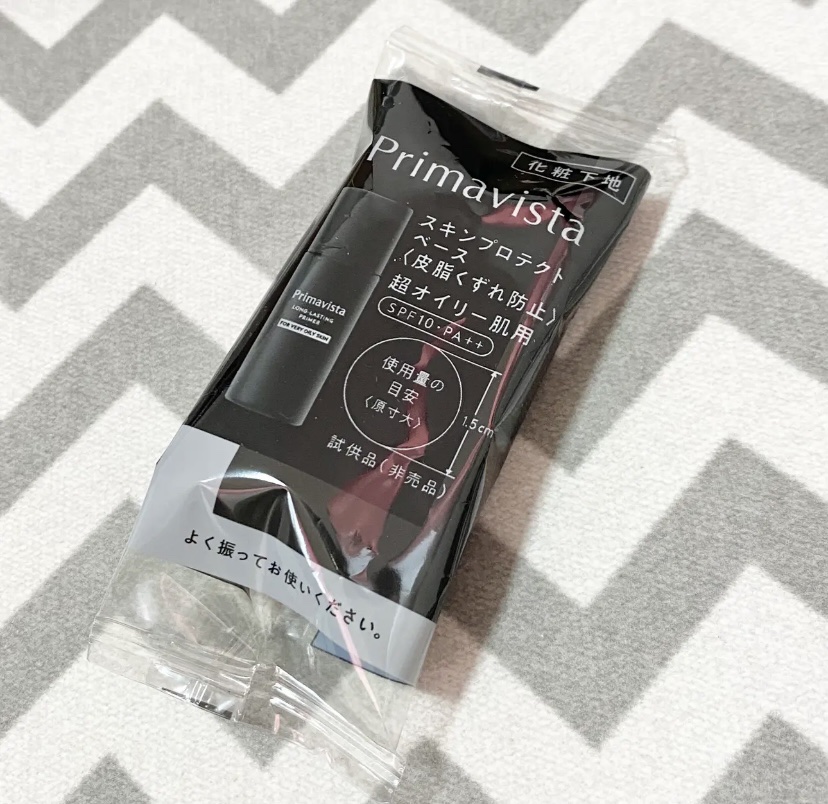 化粧下地
Primavista
スキンプロテクト
ベース
〈皮脂くずれ防止〉
超オイリー肌用
SPF10・PA++
Primavista
LONG-LASTING
PRIMER
FOR VERY OILY SKIN
使用量の
目安
〈原寸大〉
1.5cm
試供品(非売品)
よく振ってお使いください。